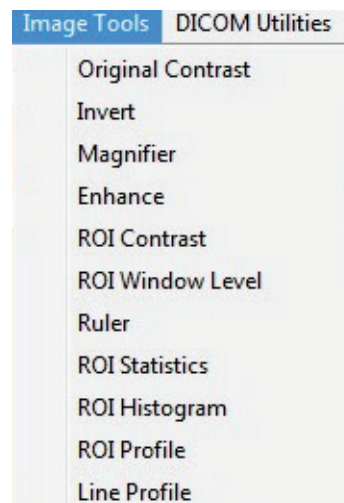 Image Tools DICOM Utilities
Original Contrast
Invert
Magnifier
Enhance
ROI Contrast
ROI Window Level
Ruler
ROI Statistics
ROI Histogram
ROI Profile
Line Profile